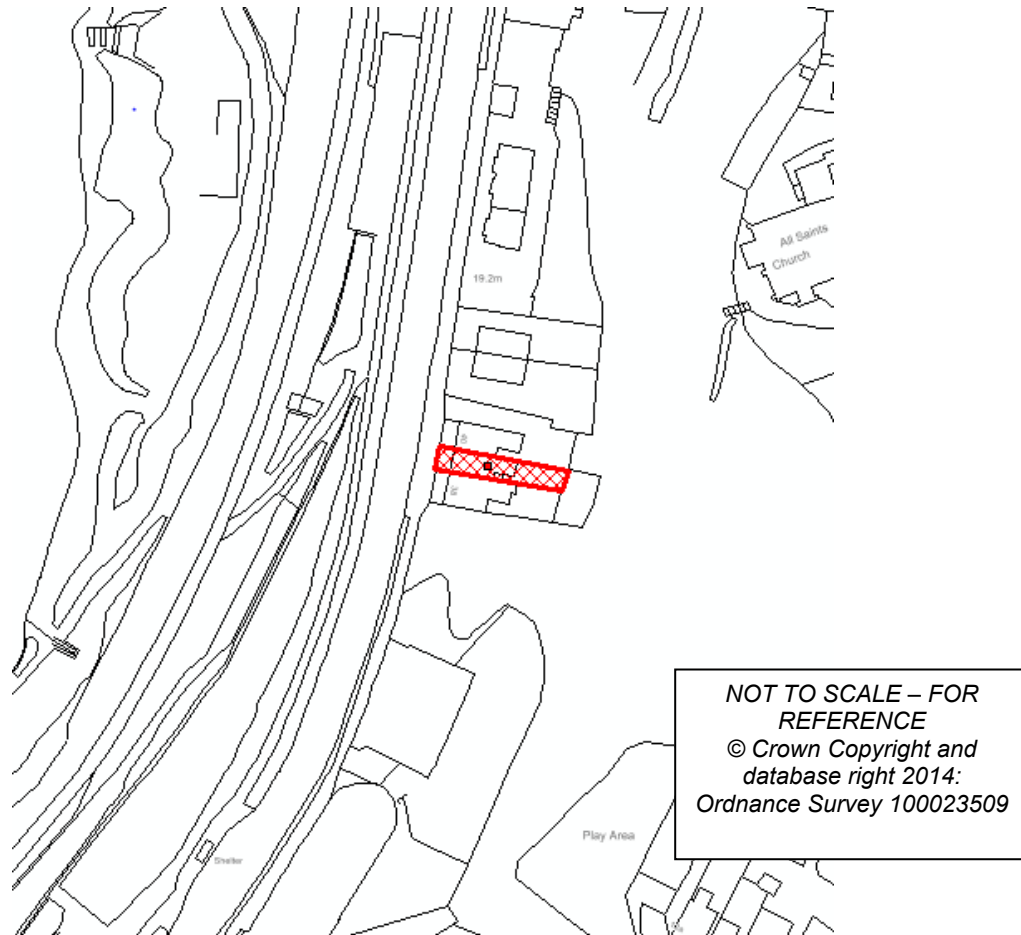 All Saints
Church
19.2m
8
NOT TO SCALE – FOR
REFERENCE
© Crown Copyright and
database right 2014:
Ordnance Survey 100023509
Play Area
Shelter